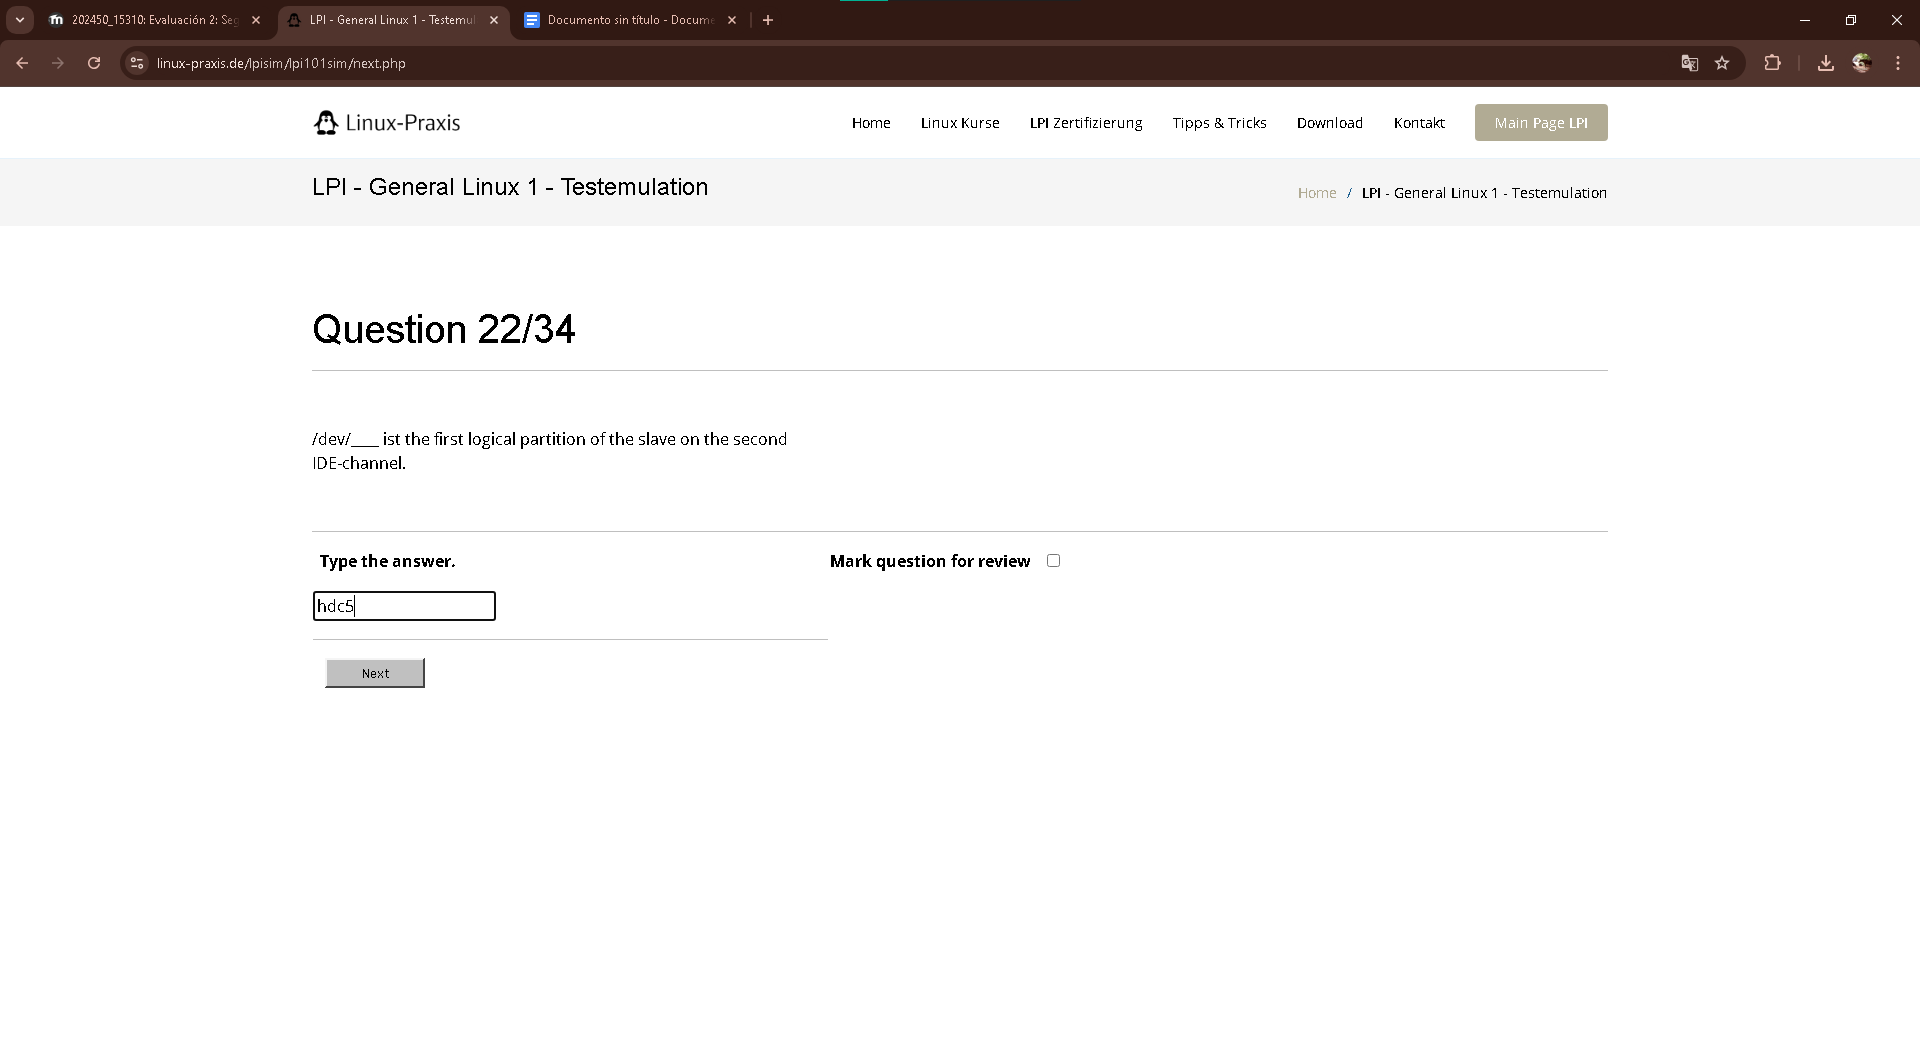 202450_15310: Evaluación 2: Seg
LPI - General Linux 1 - Testemul
Documento sin título - Docume
linux-praxis.de/lpisim/lpi101sim/next.php
Linux-Praxis
Home
Linux Kurse
LPI Zertifizierung
Tipps & Tricks
Download
Kontakt
Main Page LPI
LPI - General Linux 1 - Testemulation
Home / LPI - General Linux 1 - Testemulation
Question 22/34
/dev/____ ist the first logical partition of the slave on the second
IDE-channel.
Type the answer.
Mark question for review
hdc5
Next